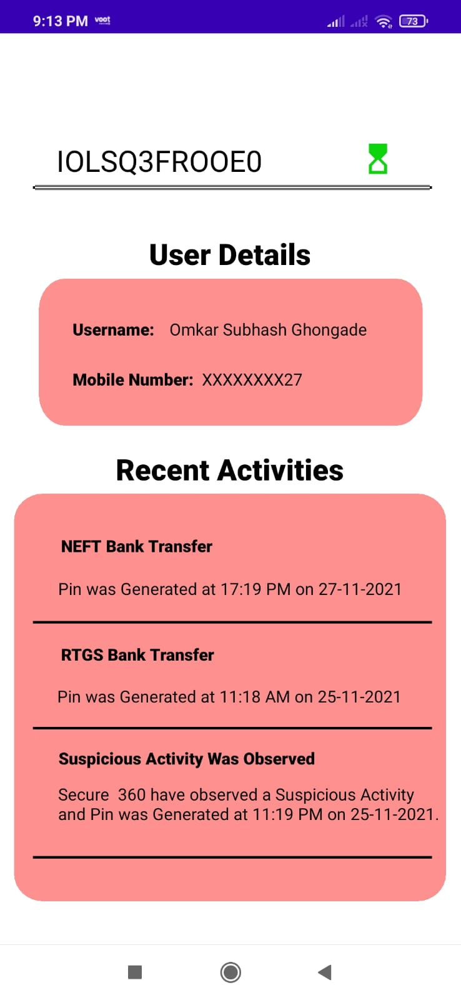 9:13 PM voot
73
IOLSQ3FROOE0
User Details
Username: Omkar Subhash Ghongade
Mobile Number: XXXXXXXX27
Recent Activities
NEFT Bank Transfer
Pin was Generated at 17:19 PM on 27-11-2021
RTGS Bank Transfer
Pin was Generated at 11:18 AM on 25-11-2021
Suspicious Activity Was Observed
Secure  360 have observed a Suspicious Activity
and Pin was Generated at 11:19 PM on 25-11-2021.